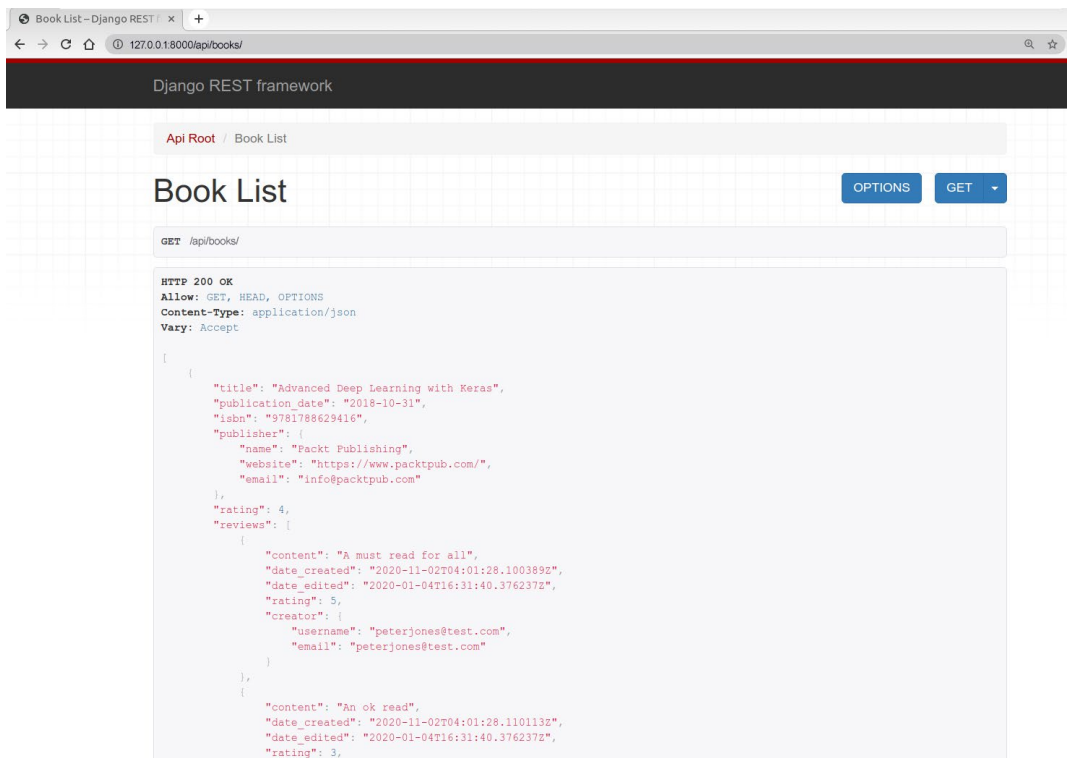 Book List – Django REST f
127.0.0.1:8000/api/books/
Django REST framework
Api Root / Book List
Book List
OPTIONS
GET
GET /api/books/
HTTP 200 OK
Allow: GET, HEAD, OPTIONS
Content-Type: application/json
Vary: Accept
[
{
"title": "Advanced Deep Learning with Keras",
"publication_date": "2018-10-31",
"isbn": "9781788629416",
"publisher": {
"name": "Packt Publishing",
"website": "https://www.packtpub.com/",
"email": "info@packtpub.com"
},
"rating": 4,
"reviews": [
{
"content": "A must read for all",
"date_created": "2020-11-02T04:01:28.100389Z",
"date_edited": "2020-01-04T16:31:40.376237Z",
"rating": 5,
"creator": {
"username": "peterjones@test.com",
"email": "peterjones@test.com"
}
},
{
"content": "An ok read",
"date_created": "2020-11-02T04:01:28.110113Z",
"date_edited": "2020-01-04T16:31:40.376237Z",
"rating": 3,